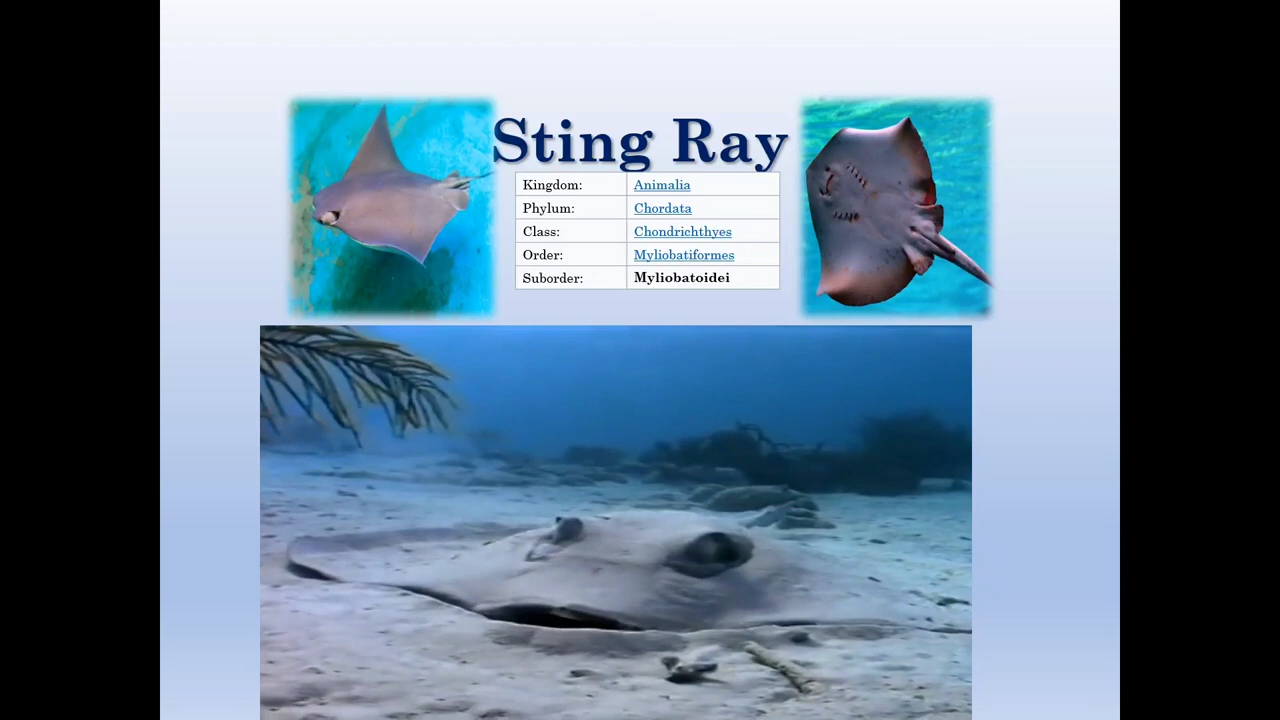 Sting Ray
Kingdom: Animalia
Phylum: Chordata
Class: Chondrichthyes
Order: Myliobatiformes
Suborder: Myliobatoidei